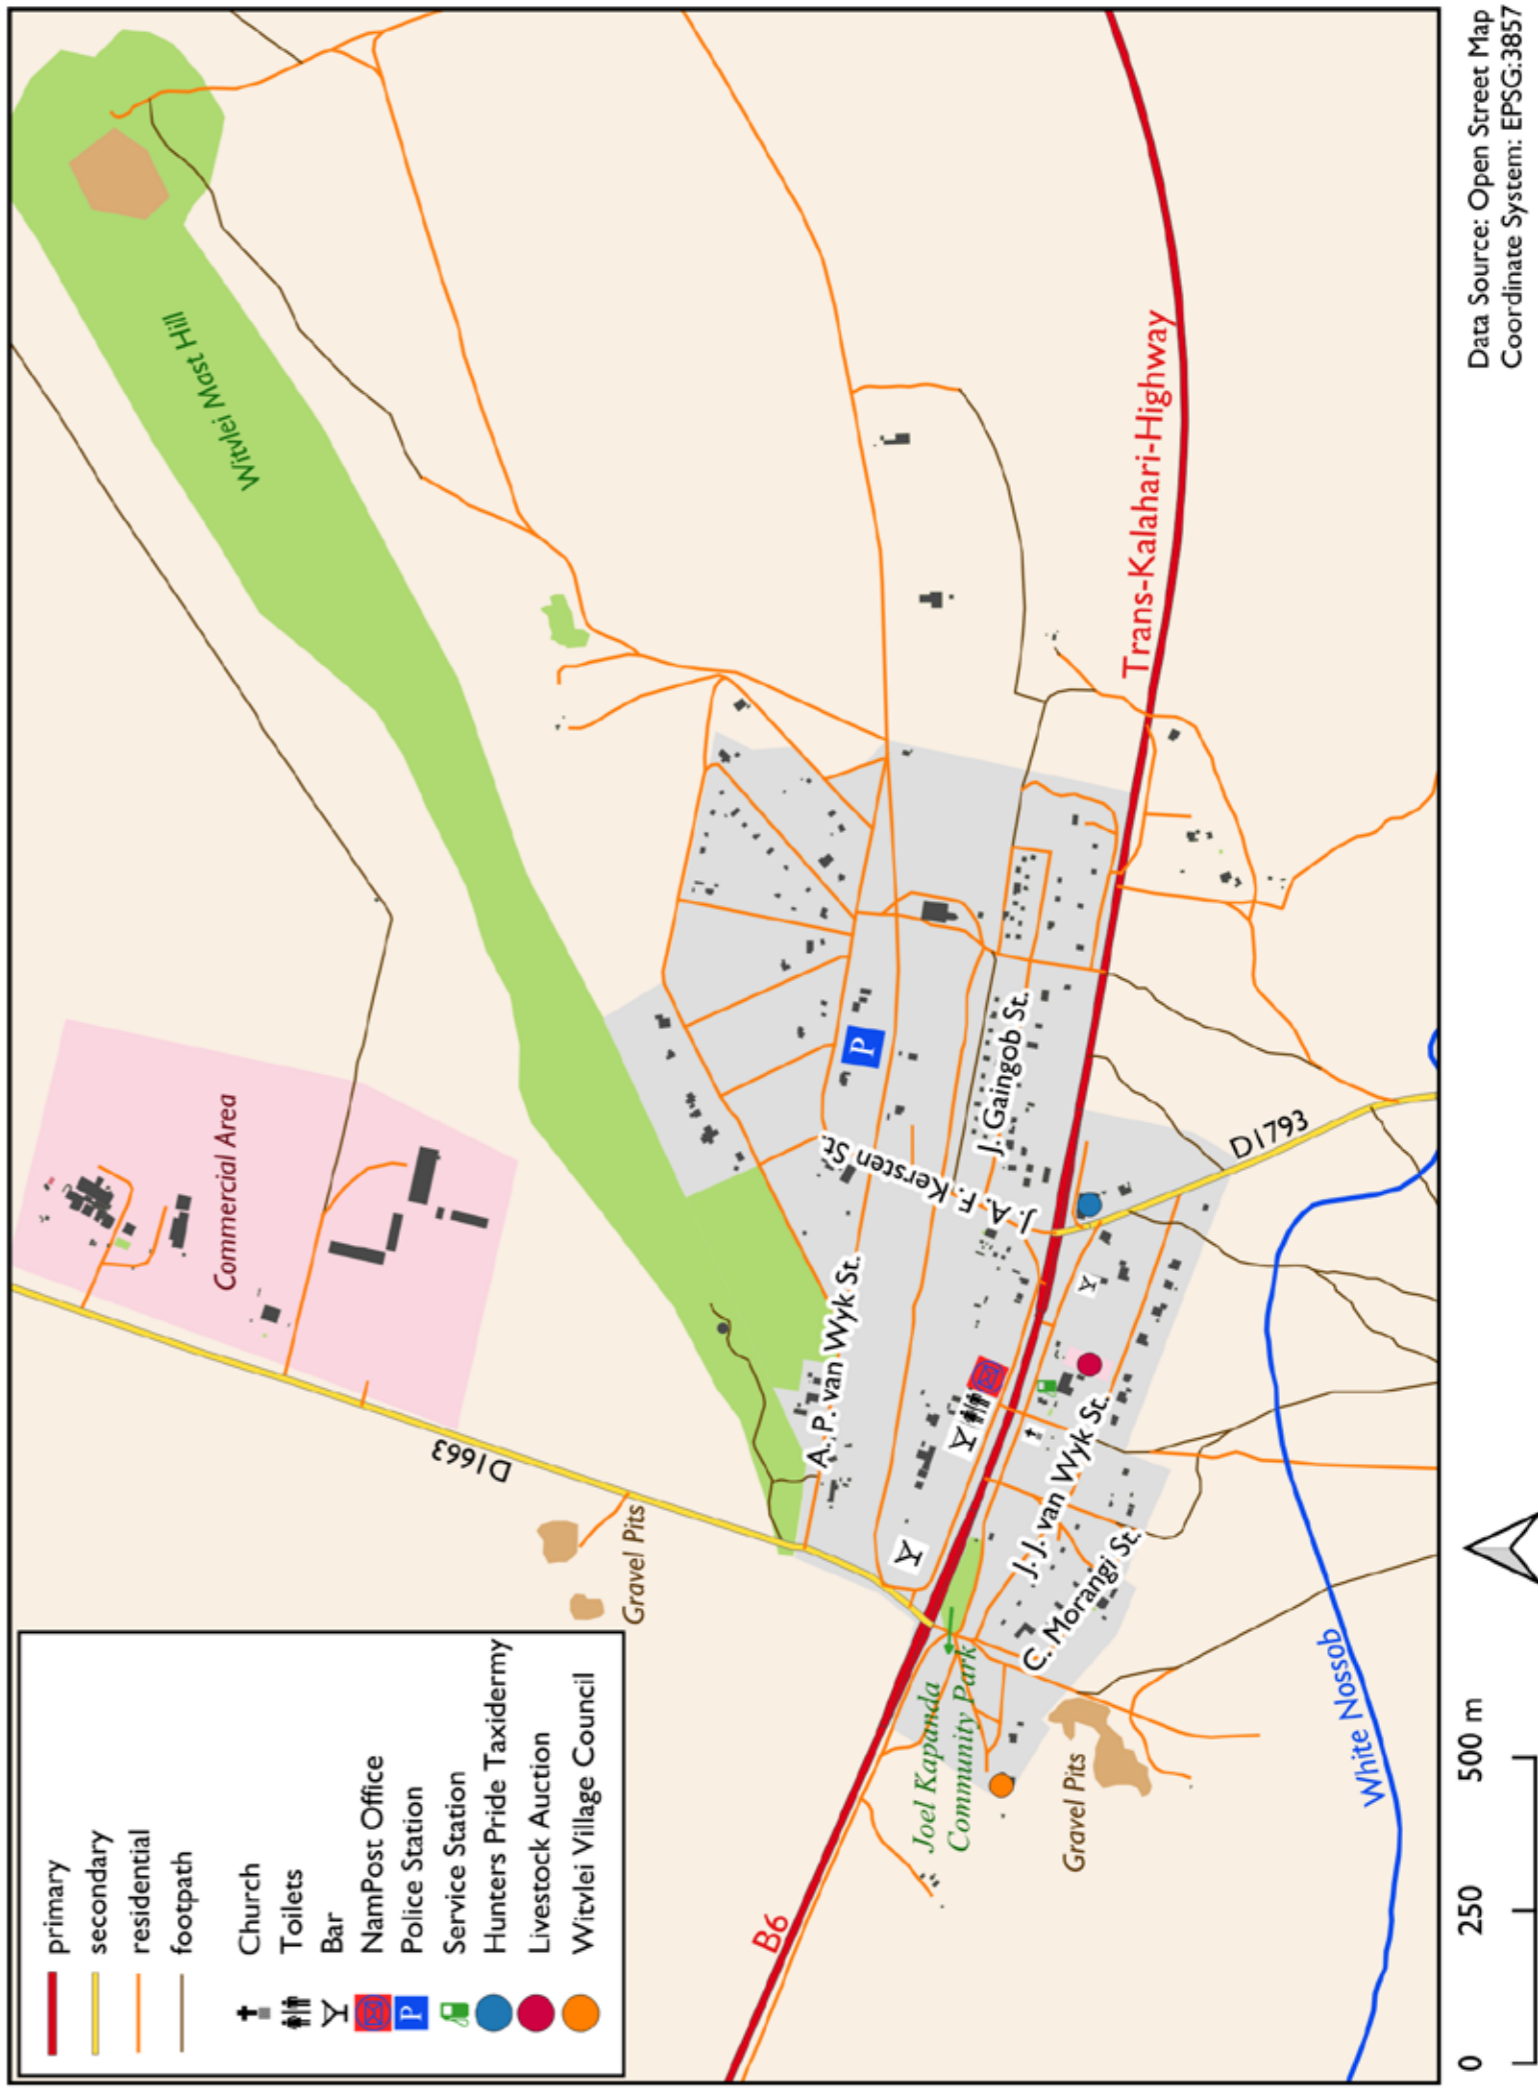 primary
secondary
residential
footpath
Church
Toilets
Bar
NamPost Office
P Police Station
Service Station
Hunters Pride Taxidermy
Livestock Auction
Witvlei Village Council
Commercial Area
Witvlei Mast Hill
D1663
Gravel Pits
A. P. van Wyk St.
P
J. A. F. Kersten St.
J. Gaingob St.
Trans-Kalahari-Highway
B6
Joel Kapanda
Community Park
J. J. van Wyk St.
C. Morangi St.
D1793
Gravel Pits
White Nossob
0 250 500 m
Data Source: Open Street Map
Coordinate System: EPSG:3857